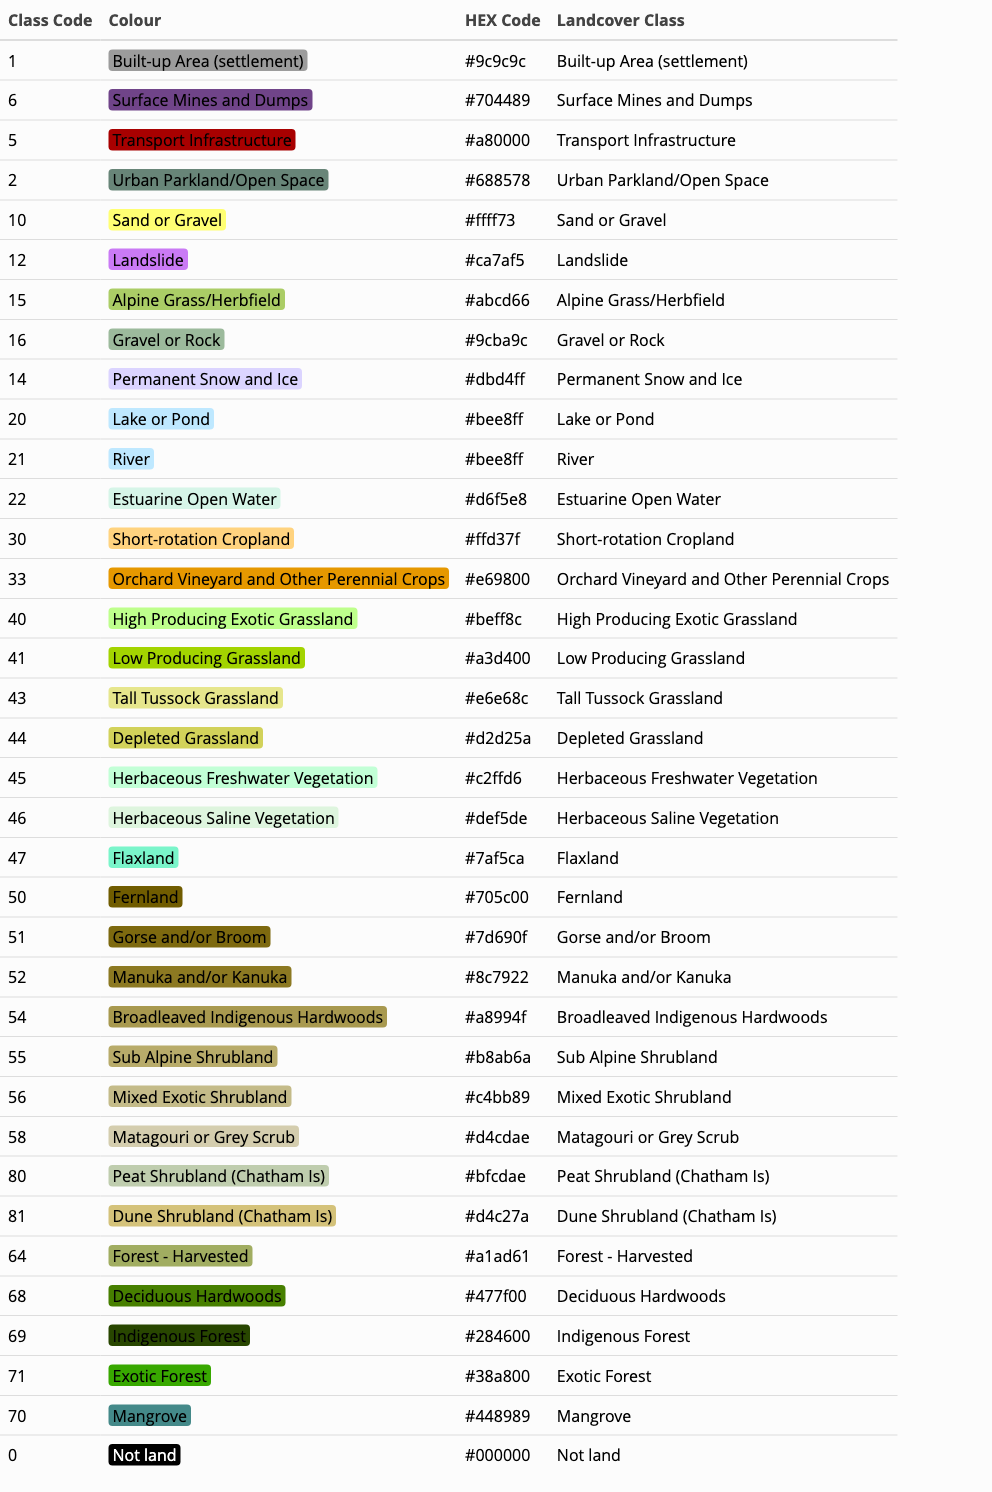 Class Code Colour HEX Code Landcover Class
1 Built-up Area (settlement) #9c9c9c Built-up Area (settlement)
6 Surface Mines and Dumps #704489 Surface Mines and Dumps
5 Transport Infrastructure #a80000 Transport Infrastructure
2 Urban Parkland/Open Space #688578 Urban Parkland/Open Space
10 Sand or Gravel #ffff73 Sand or Gravel
12 Landslide #ca7af5 Landslide
15 Alpine Grass/Herbfield #abcd66 Alpine Grass/Herbfield
16 Gravel or Rock #9cba9c Gravel or Rock
14 Permanent Snow and Ice #dbd4ff Permanent Snow and Ice
20 Lake or Pond #bee8ff Lake or Pond
21 River #bee8ff River
22 Estuarine Open Water #d6f5e8 Estuarine Open Water
30 Short-rotation Cropland #ffd37f Short-rotation Cropland
33 Orchard Vineyard and Other Perennial Crops #e69800 Orchard Vineyard and Other Perennial Crops
40 High Producing Exotic Grassland #beff8c High Producing Exotic Grassland
41 Low Producing Grassland #a3d400 Low Producing Grassland
43 Tall Tussock Grassland #e6e68c Tall Tussock Grassland
44 Depleted Grassland #d2d25a Depleted Grassland
45 Herbaceous Freshwater Vegetation #c2ffd6 Herbaceous Freshwater Vegetation
46 Herbaceous Saline Vegetation #def5de Herbaceous Saline Vegetation
47 Flaxland #7af5ca Flaxland
50 Fernland #705c00 Fernland
51 Gorse and/or Broom #7d690f Gorse and/or Broom
52 Manuka and/or Kanuka #8c7922 Manuka and/or Kanuka
54 Broadleaved Indigenous Hardwoods #a8994f Broadleaved Indigenous Hardwoods
55 Sub Alpine Shrubland #b8ab6a Sub Alpine Shrubland
56 Mixed Exotic Shrubland #c4bb89 Mixed Exotic Shrubland
58 Matagouri or Grey Scrub #d4cdae Matagouri or Grey Scrub
80 Peat Shrubland (Chatham Is) #bfcdae Peat Shrubland (Chatham Is)
81 Dune Shrubland (Chatham Is) #d4c27a Dune Shrubland (Chatham Is)
64 Forest - Harvested #a1ad61 Forest - Harvested
68 Deciduous Hardwoods #477f00 Deciduous Hardwoods
69 Indigenous Forest #284600 Indigenous Forest
71 Exotic Forest #38a800 Exotic Forest
70 Mangrove #448989 Mangrove
0 Not land #000000 Not land